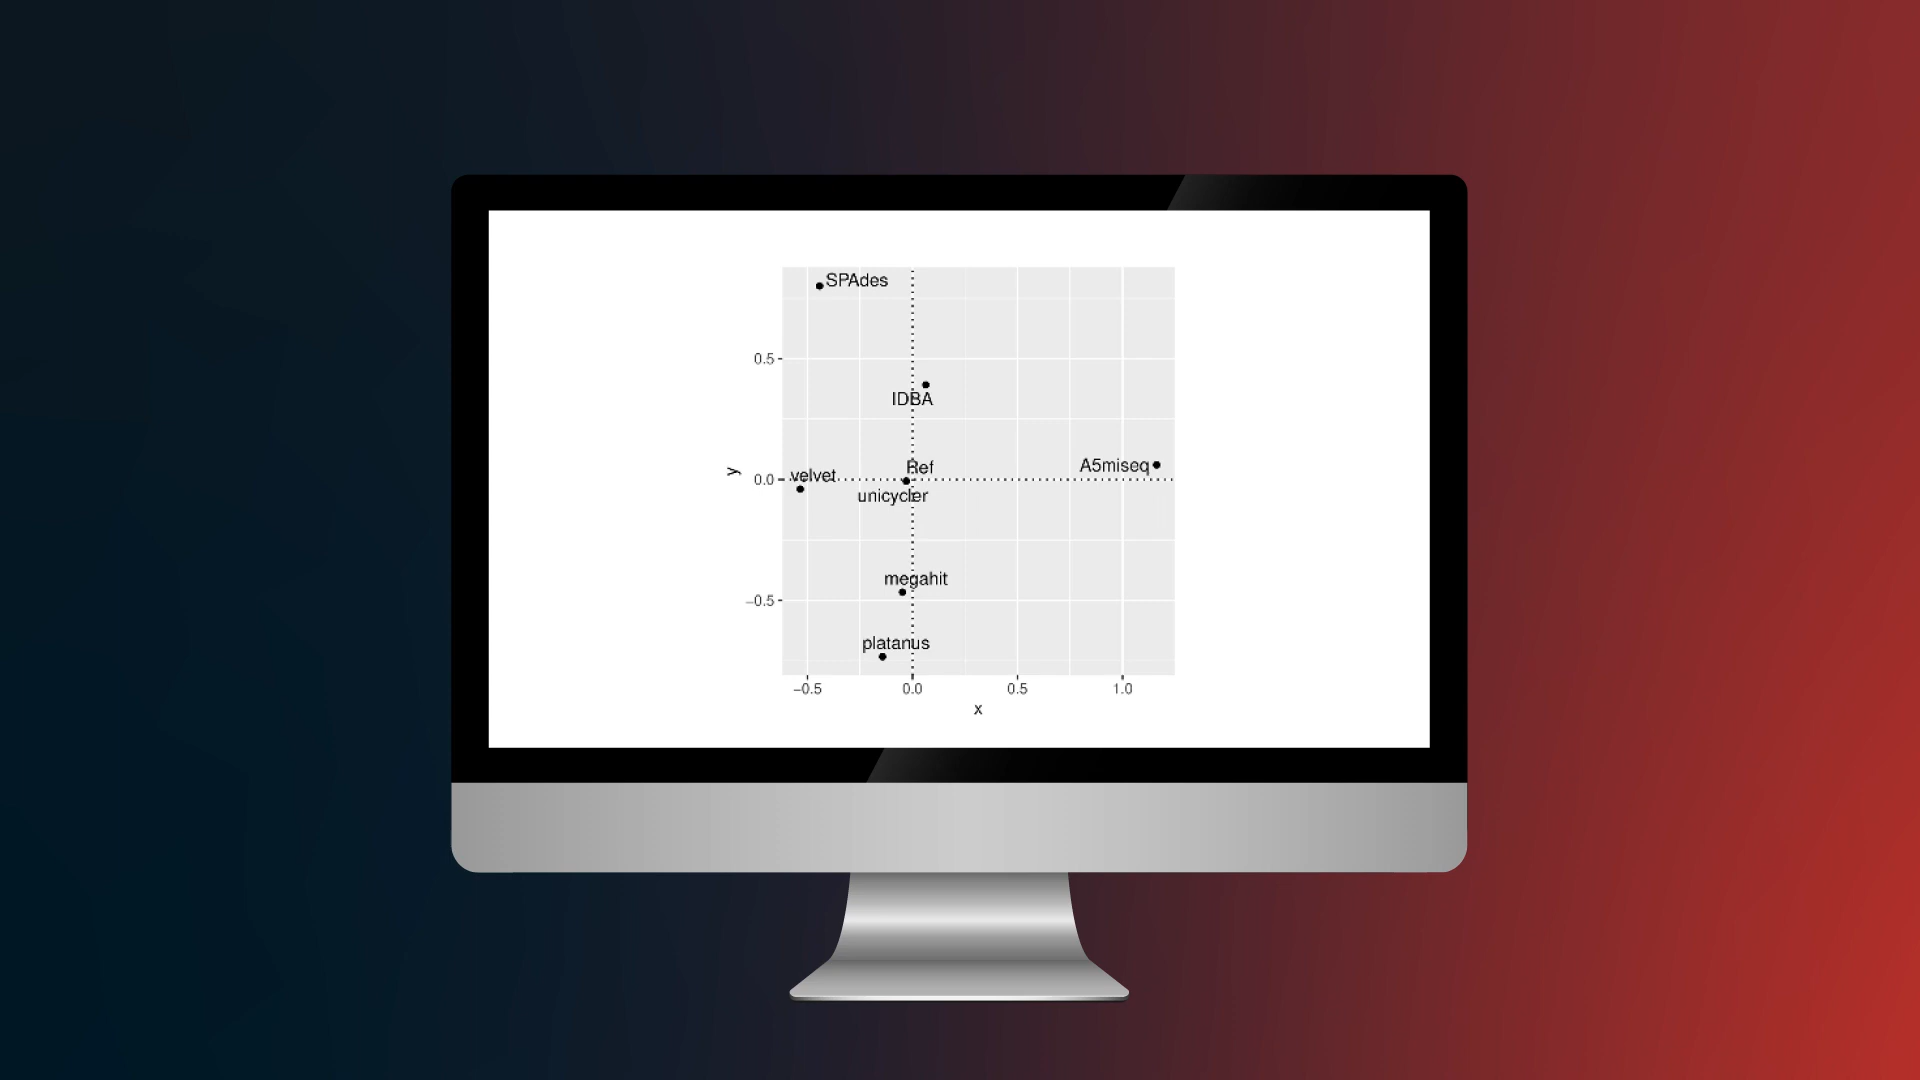 SPAdes
0.5
IDBA
y
velvet
Ref
A5miseq
0.0
unicycler
megahit
−0.5
platanus
−0.5 0.0 0.5 1.0
x